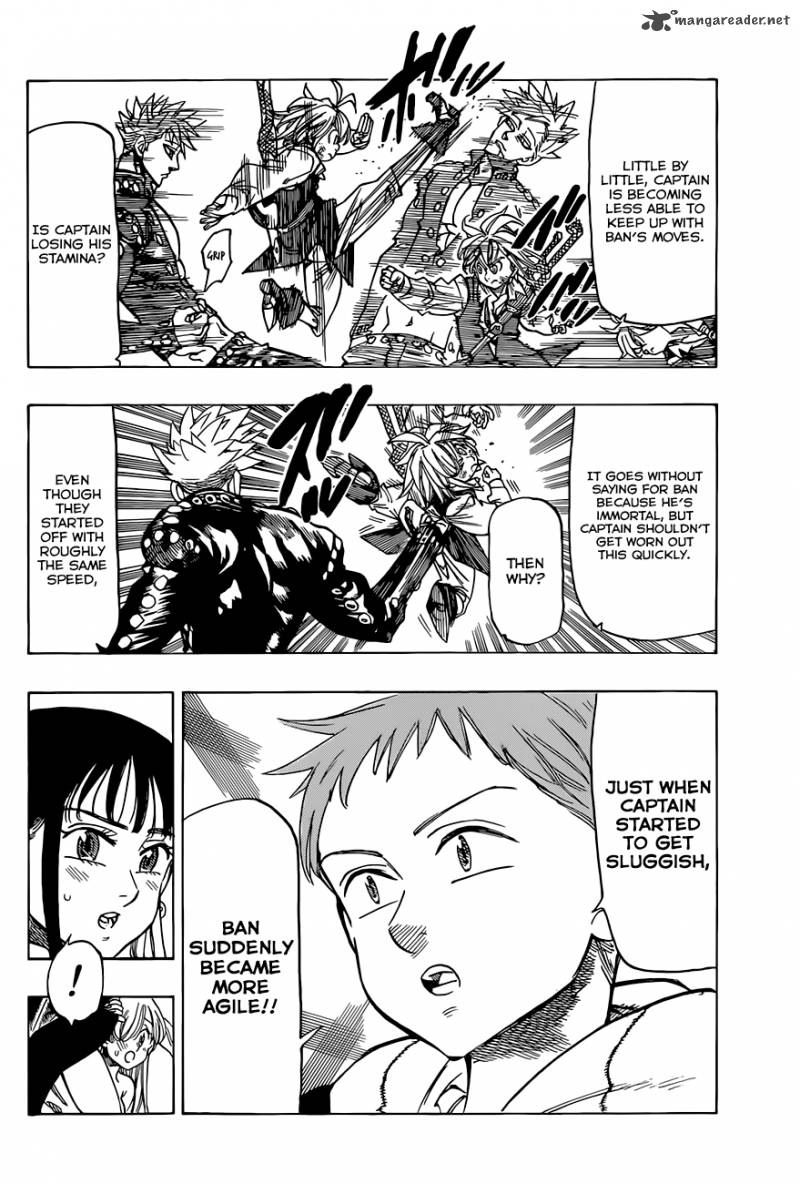 mangareader.net
LITTLE BY
LITTLE, CAPTAIN
IS BECOMING
LESS ABLE TO
KEEP UP WITH
BAN'S MOVES.
GRIP
IS CAPTAIN
LOSING HIS
STAMINA?
IT GOES WITHOUT
SAYING FOR BAN
BECAUSE HE'S
IMMORTAL, BUT
CAPTAIN SHOULDN'T
GET WORN OUT
THIS QUICKLY.
THEN
WHY?
EVEN
THOUGH
THEY
STARTED
OFF WITH
ROUGHLY
THE SAME
SPEED,
JUST WHEN
CAPTAIN
STARTED
TO GET
SLUGGISH,
BAN
SUDDENLY
BECAME
MORE
AGILE!!
!